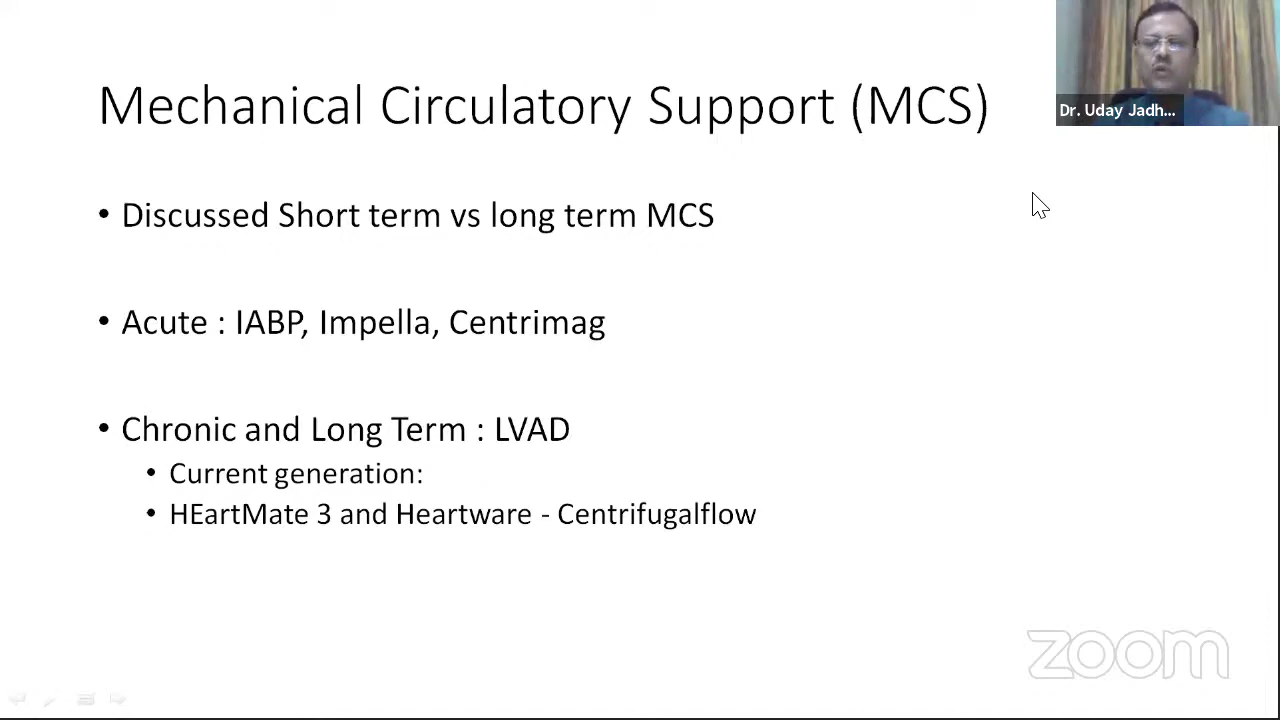 Mechanical Circulatory Support (MCS)
Dr. Uday Jadh...
• Discussed Short term vs long term MCS
• Acute : IABP, Impella, Centrimag
• Chronic and Long Term : LVAD
• Current generation:
• HEartMate 3 and Heartware - Centrifugalflow
zoom